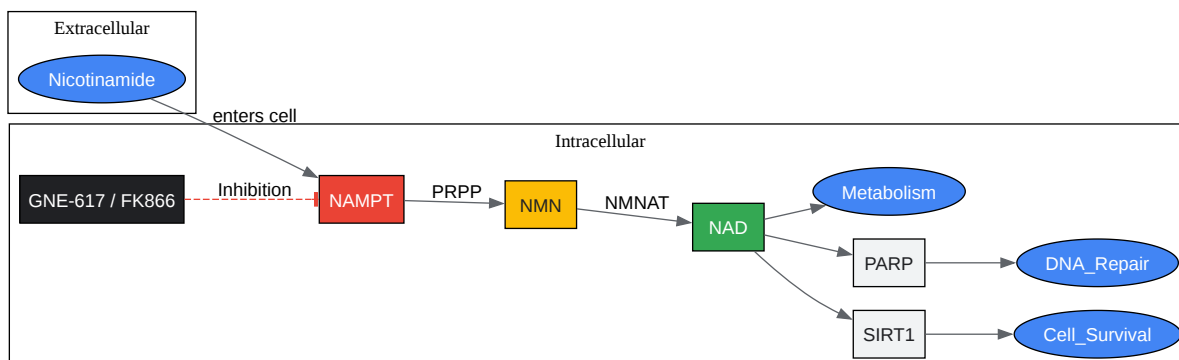 Extracellular
Nicotinamide
enters cell
Intracellular
GNE-617 / FK866
Inhibition
NAMPT
PRPP
NMN
NMNAT
NAD
Metabolism
PARP
DNA_Repair
SIRT1
Cell_Survival